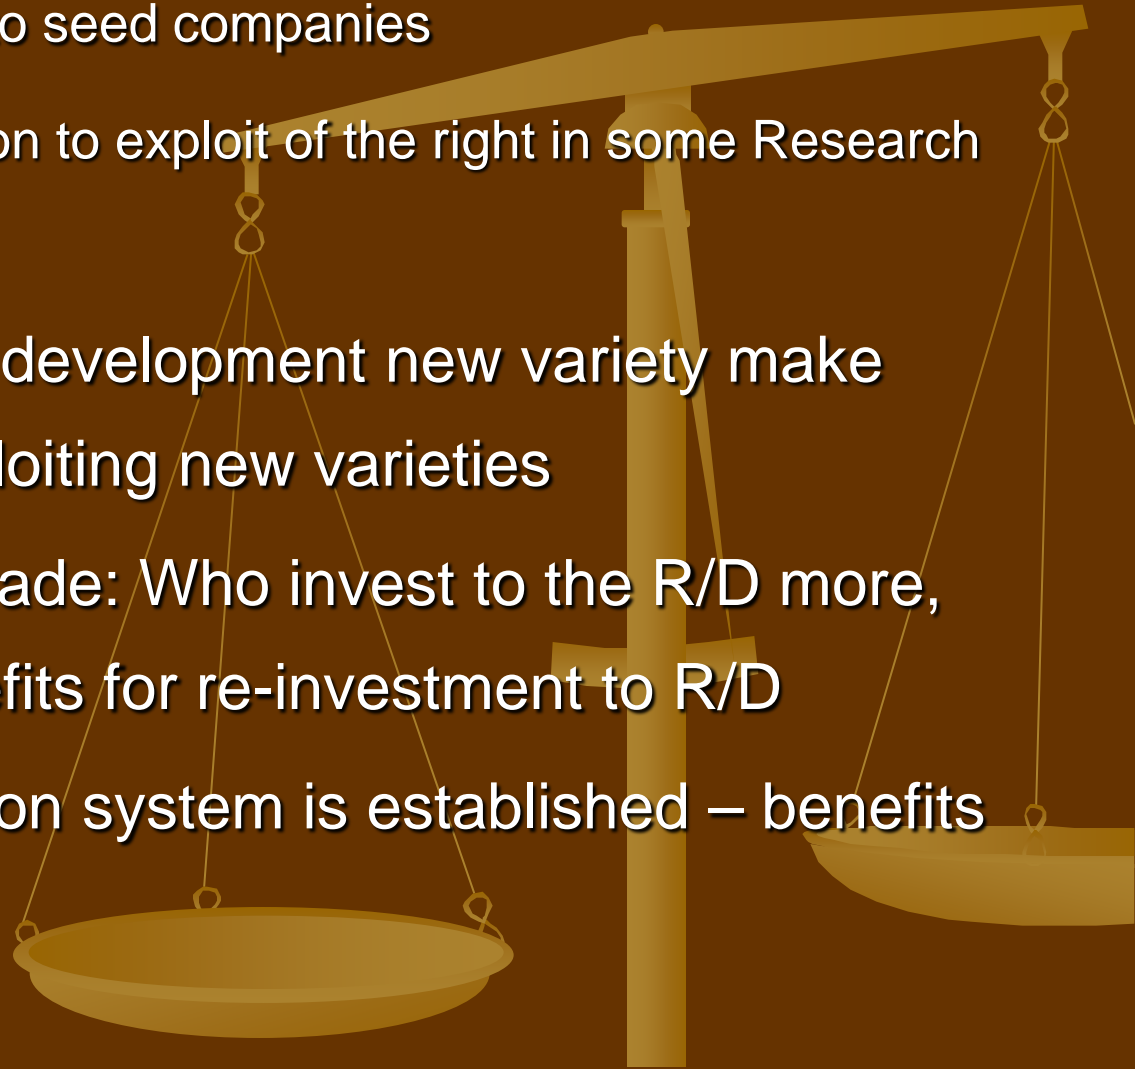 o seed companies
on to exploit of the right in some Research
development new variety make
loiting new varieties
ade: Who invest to the R/D more,
efits for re-investment to R/D
on system is established – benefits